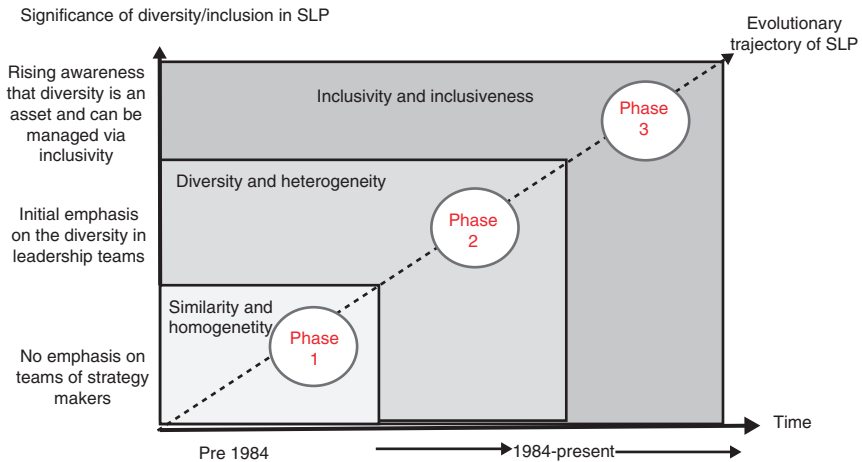 Significance of diversity/inclusion in SLP
Evolutionary
trajectory of SLP
Rising awareness
that diversity is an
asset and can be
managed via
inclusivity
Inclusivity and inclusiveness
Phase
3
Diversity and heterogeneity
Initial emphasis
on the diversity in
leadership teams
Phase
2
Similarity and
homogenetity
Phase
1
No emphasis on
teams of strategy
makers
Time
Pre 1984
1984-present